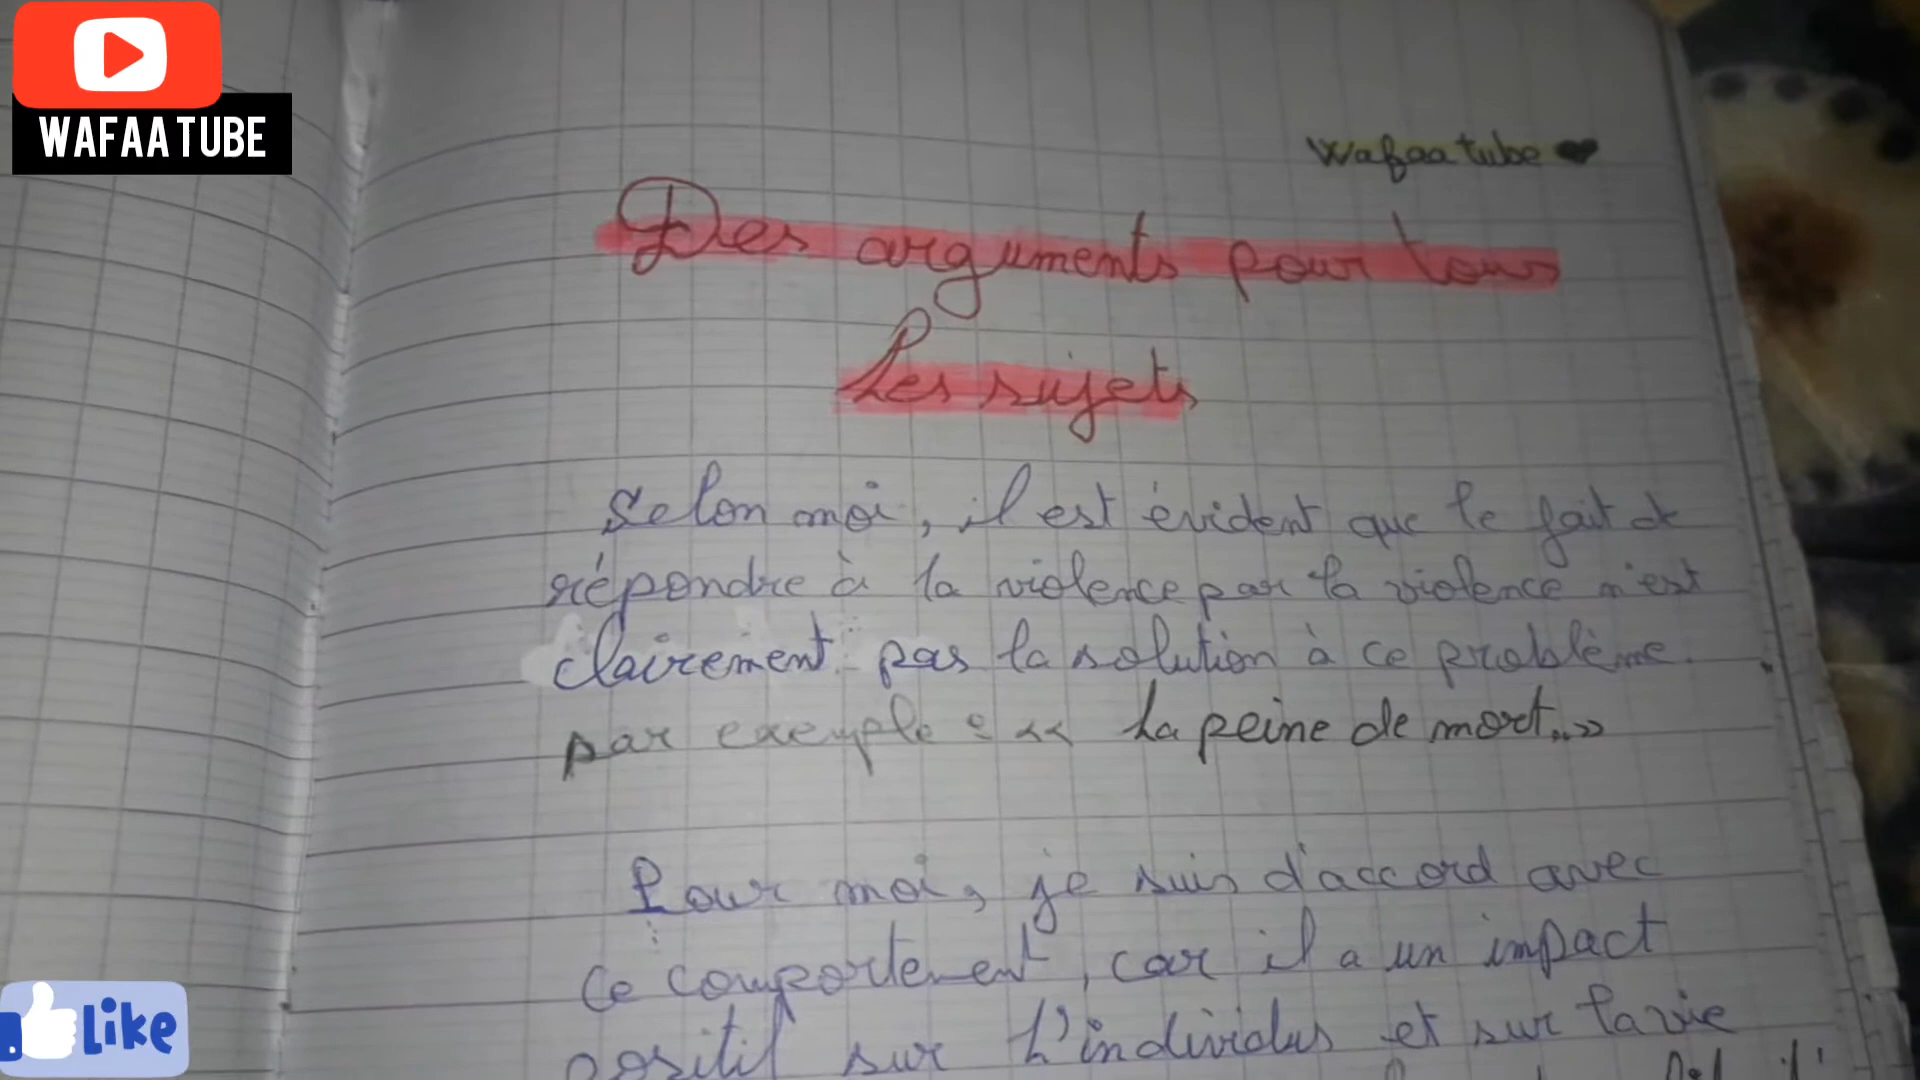 WAFAA TUBE
wafaa tube
Des arguments pour tous
Les sujets
Selon moi, il est évident que le fait de
répondre à la violence par la violence n'est
clairement pas la solution à ce problème.
par exemple : << La peine de mort..>>
Pour moi, je suis d'accord avec
ce comportement, car il a un impact
positif sur l'individus et sur la vie
like